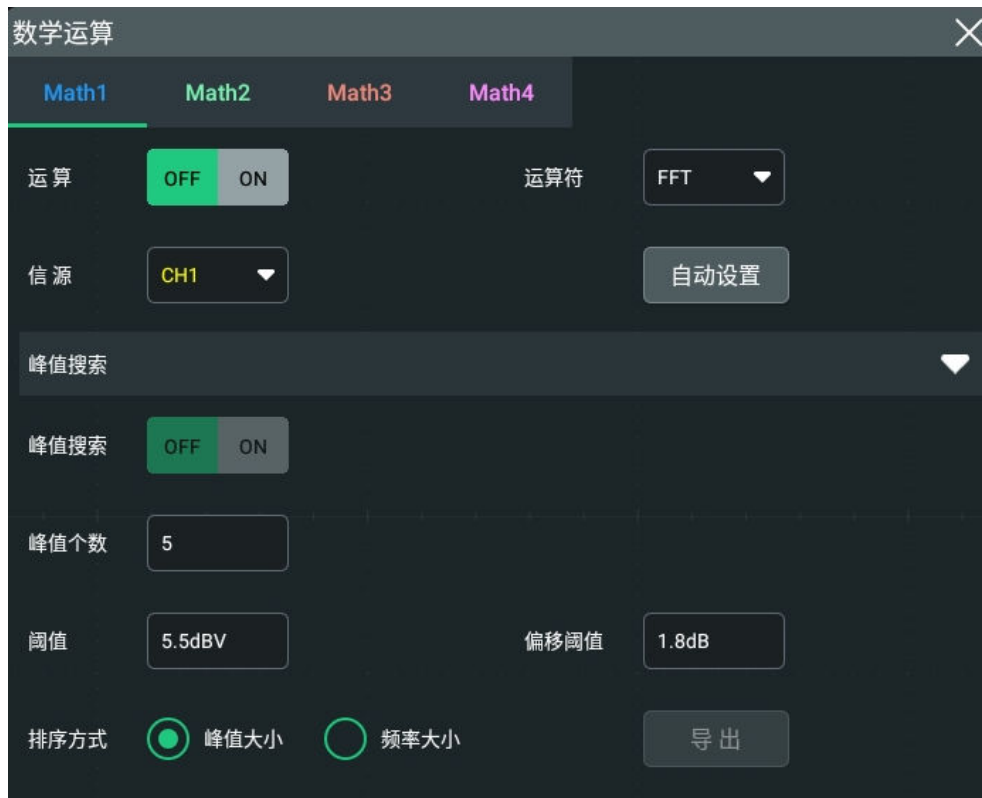 数学运算
Math1 Math2 Math3 Math4
运算 OFF ON 运算符 FFT
信源 CH1 自动设置
峰值搜索
峰值搜索 OFF ON
峰值个数 5
阈值 5.5dBV 偏移阈值 1.8dB
排序方式 峰值大小 频率大小 导出